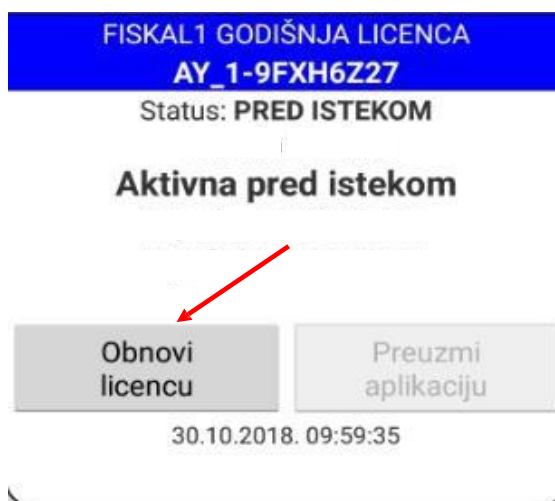 FISKAL1 GODIŠNJA LICENCA
AY_1-9FXH6Z27
Status: PRED ISTEKOM
Aktivna pred istekom
Obnovi
licencu
Preuzmi
aplikaciju
30.10.2018. 09:59:35